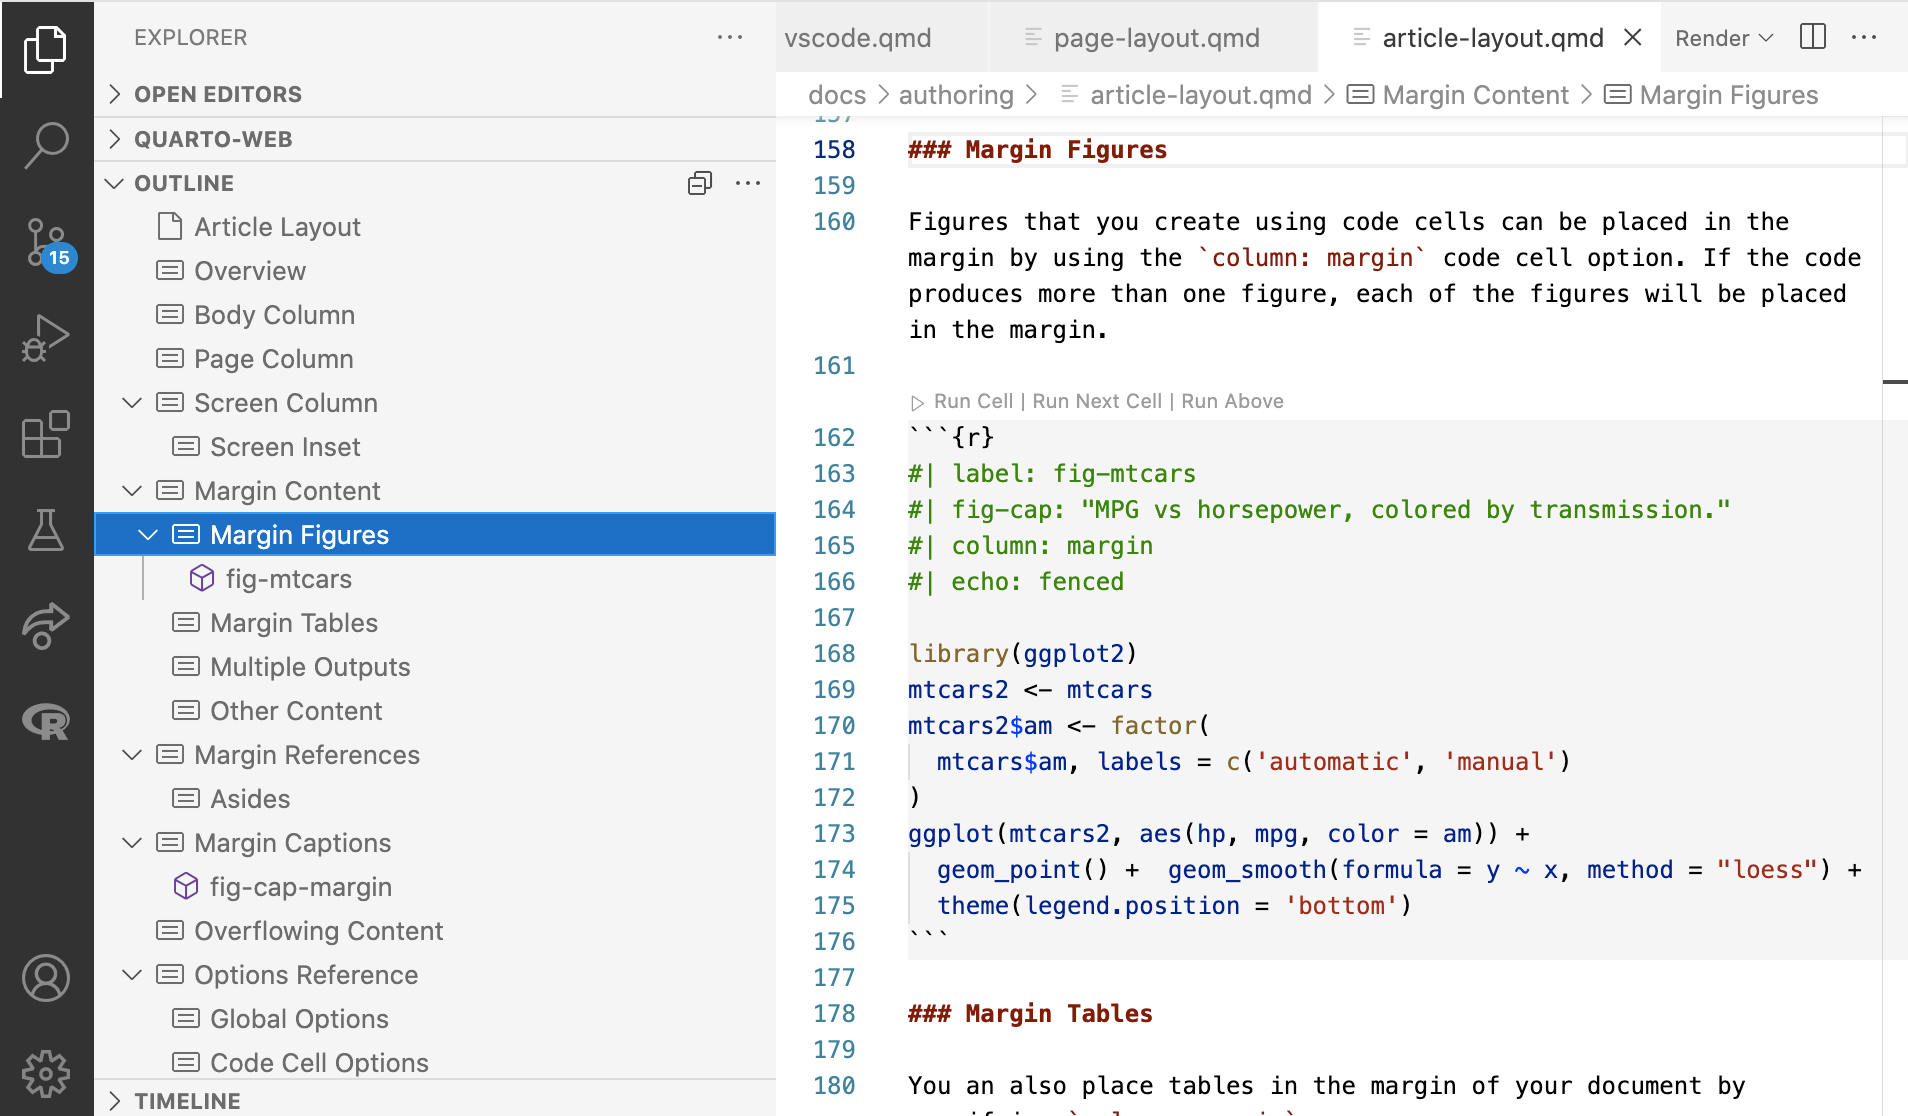 EXPLORER
OPEN EDITORS
QUARTO-WEB
OUTLINE
Article Layout
Overview
Body Column
Page Column
Screen Column
Screen Inset
Margin Content
Margin Figures
fig-mtcars
Margin Tables
Multiple Outputs
Other Content
Margin References
Asides
Margin Captions
fig-cap-margin
Overflowing Content
Options Reference
Global Options
Code Cell Options
TIMELINE
15
vscode.qmd page-layout.qmd article-layout.qmd Render
docs > authoring > article-layout.qmd > Margin Content > Margin Figures
157
158 ### Margin Figures
159
160 Figures that you create using code cells can be placed in the
margin by using the `column: margin` code cell option. If the code
produces more than one figure, each of the figures will be placed
in the margin.
161
Run Cell | Run Next Cell | Run Above
162 ```{r}
163 #| label: fig-mtcars
164 #| fig-cap: "MPG vs horsepower, colored by transmission."
165 #| column: margin
166 #| echo: fenced
167
168 library(ggplot2)
169 mtcars2 <- mtcars
170 mtcars2$am <- factor(
171   mtcars$am, labels = c('automatic', 'manual')
172 )
173 ggplot(mtcars2, aes(hp, mpg, color = am)) +
174   geom_point() +  geom_smooth(formula = y ~ x, method = "loess") +
175   theme(legend.position = 'bottom')
176 ```
177
178 ### Margin Tables
179
180 You an also place tables in the margin of your document by